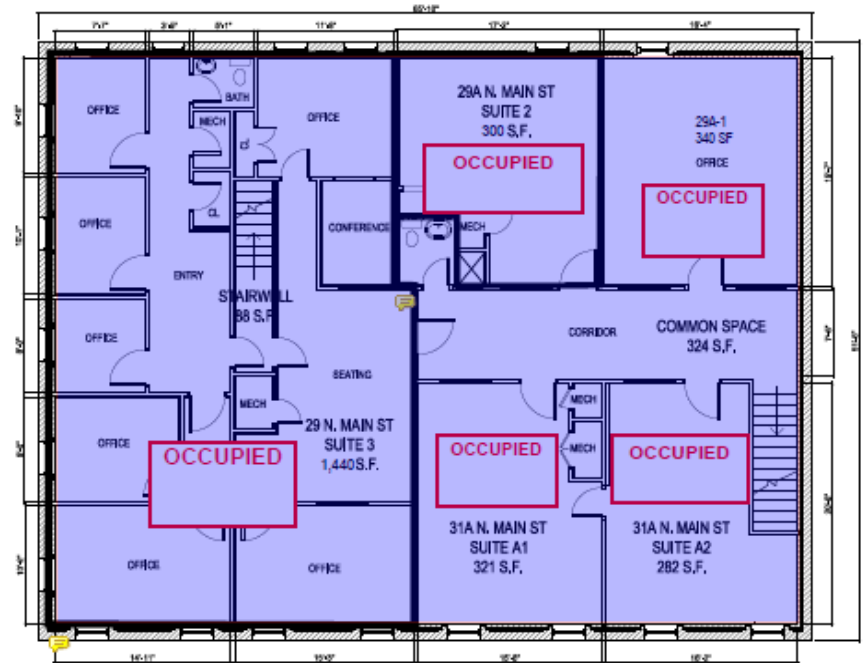 OFFICE
BATH
MECH
CL
OFFICE
29A N. MAIN ST
SUITE 2
300 S.F.
OCCUPIED
29A-1
340 SF
OFFICE
OCCUPIED
OFFICE
CL
CONFERENCE
MECH
ENTRY
STAIRWELL
88 S.F.
CORRIDOR
COMMON SPACE
324 S.F.
OFFICE
SEATING
MECH
MECH
OFFICE
29 N. MAIN ST
SUITE 3
1,440 S.F.
OCCUPIED
MECH
OCCUPIED
OCCUPIED
31A N. MAIN ST
SUITE A1
321 S.F.
31A N. MAIN ST
SUITE A2
282 S.F.
OFFICE
OFFICE